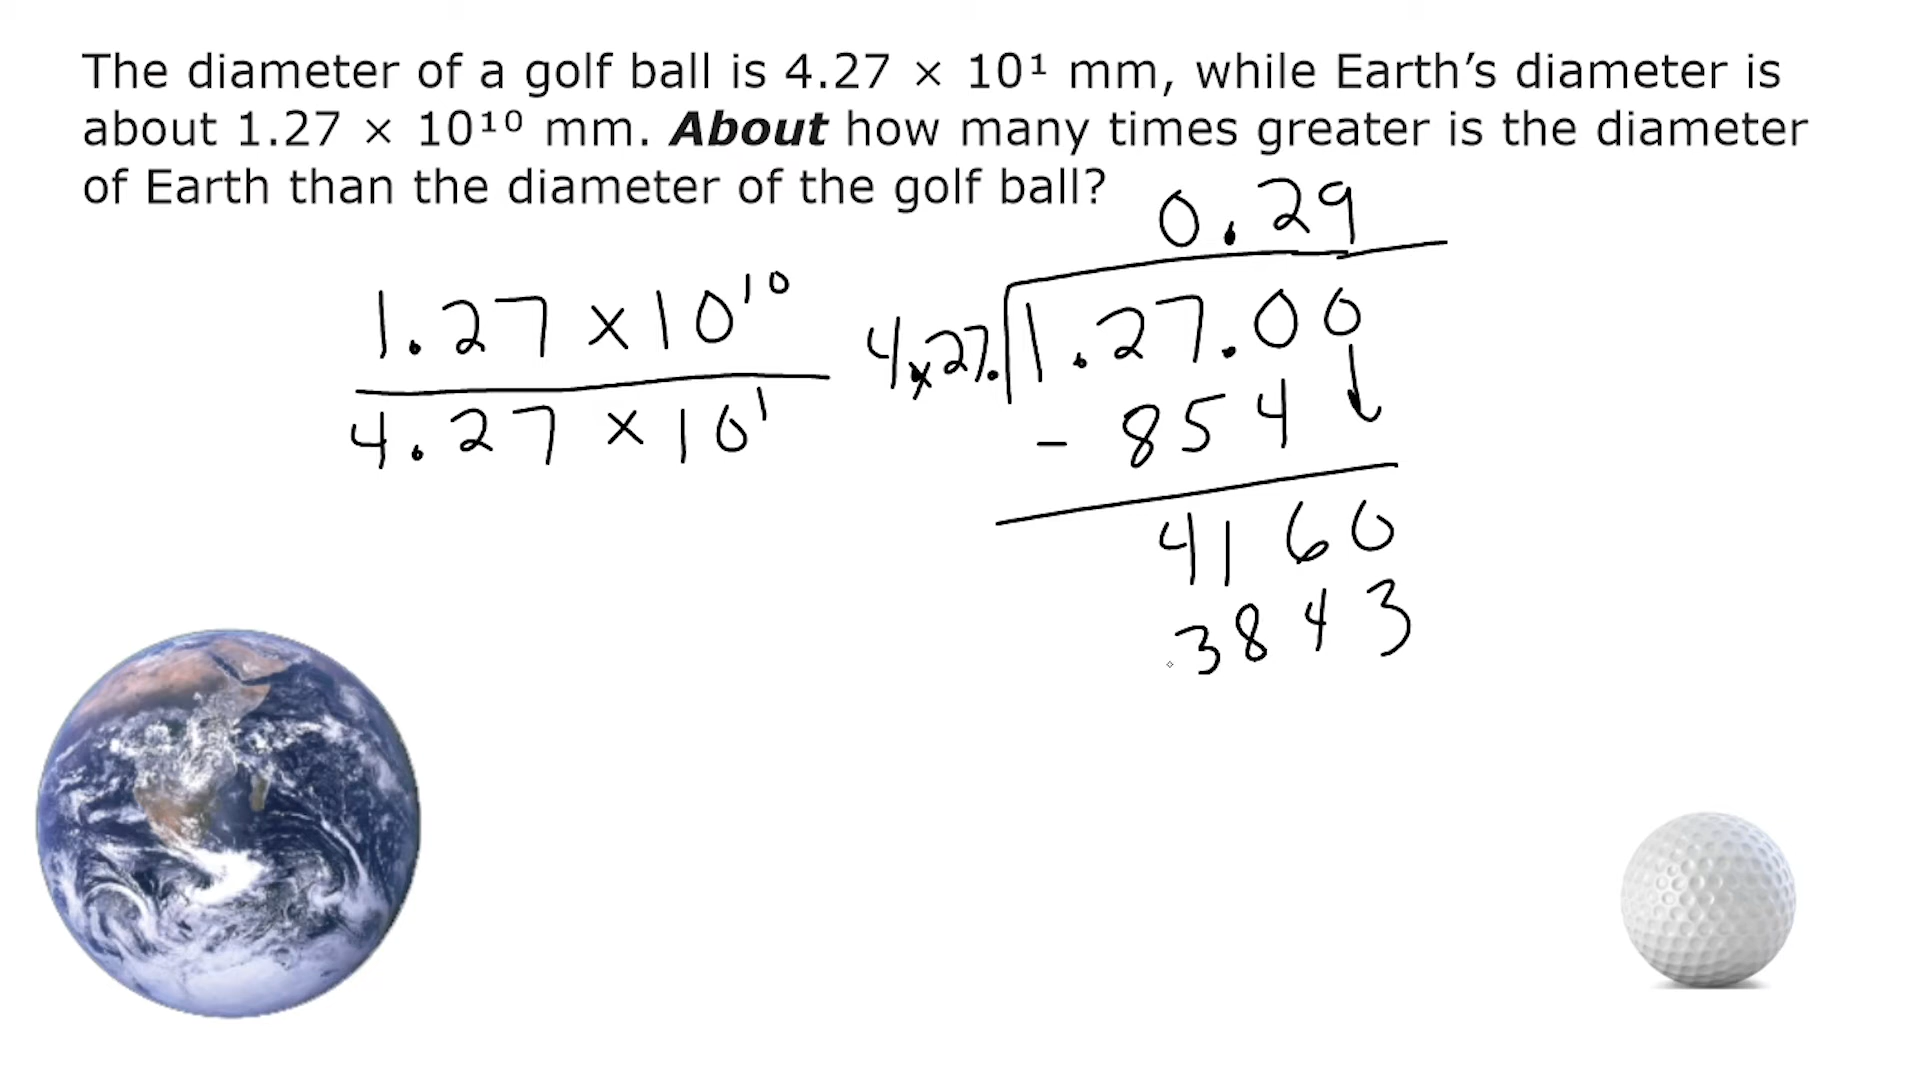 The diameter of a golf ball is 4.27 × 10¹ mm, while Earth’s diameter is
about 1.27 × 10¹⁰ mm. About how many times greater is the diameter
of Earth than the diameter of the golf ball?
0.29
1.27 × 10¹⁰
4.27 × 10¹
4.27. 1.27.00
- 854
4160
3843